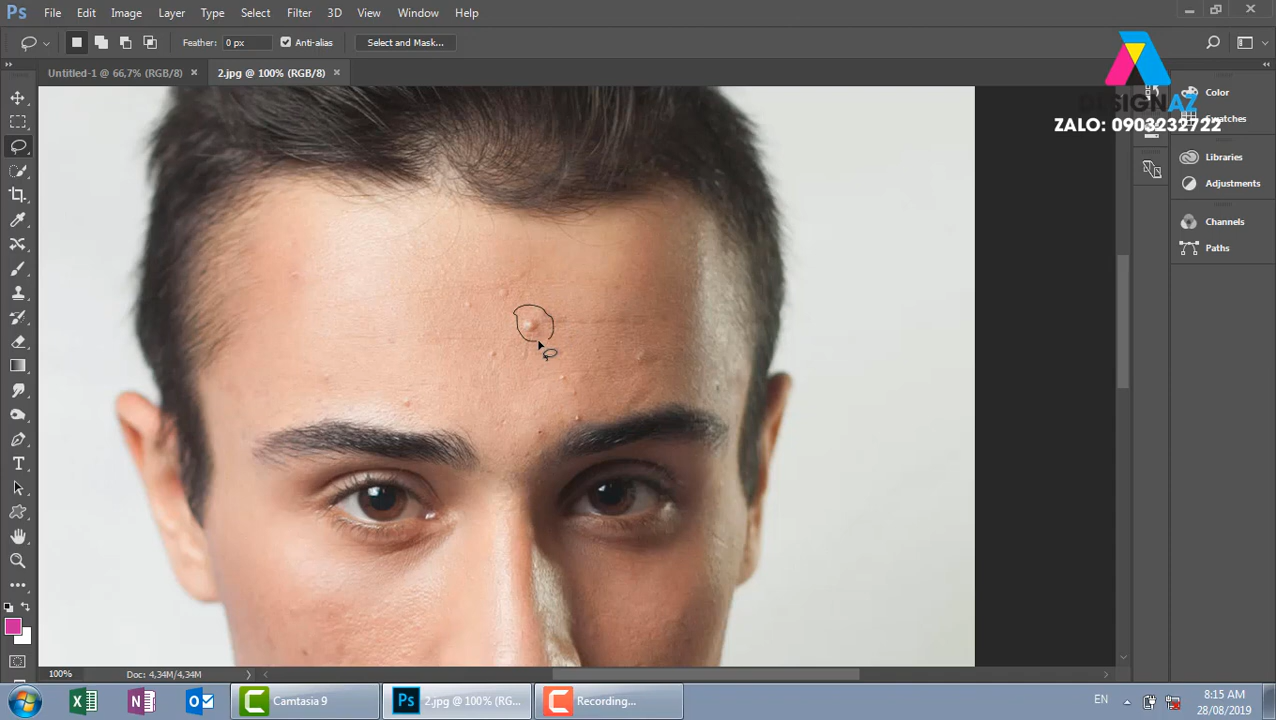 Ps File Edit Image Layer Type Select Filter 3D View Window Help
Feather: 0 px Anti-alias Select and Mask...
Untitled-1 @ 66,7% (RGB/8) × 2.jpg @ 100% (RGB/8) ×
DESIGNAZ
ZALO: 0903232722
Color
Swatches
Libraries
Adjustments
Channels
Paths
T
100% Doc: 4,34M/4,34M
Camtasia 9
Ps 2.jpg @ 100% (RG...
Recording...
EN
8:15 AM
28/08/2019